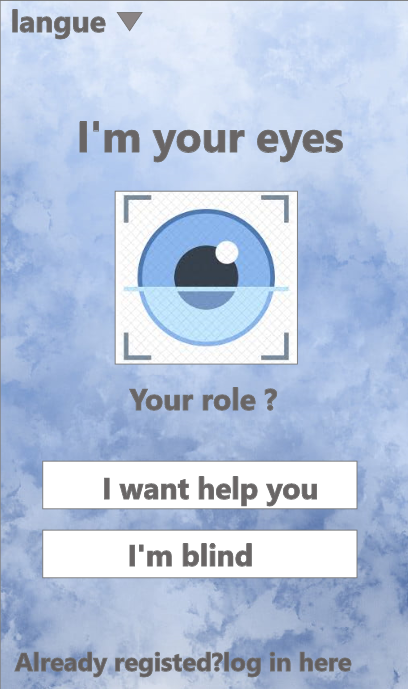 langue
I'm your eyes
Your role ?
I want help you
I'm blind
Already registed?log in here